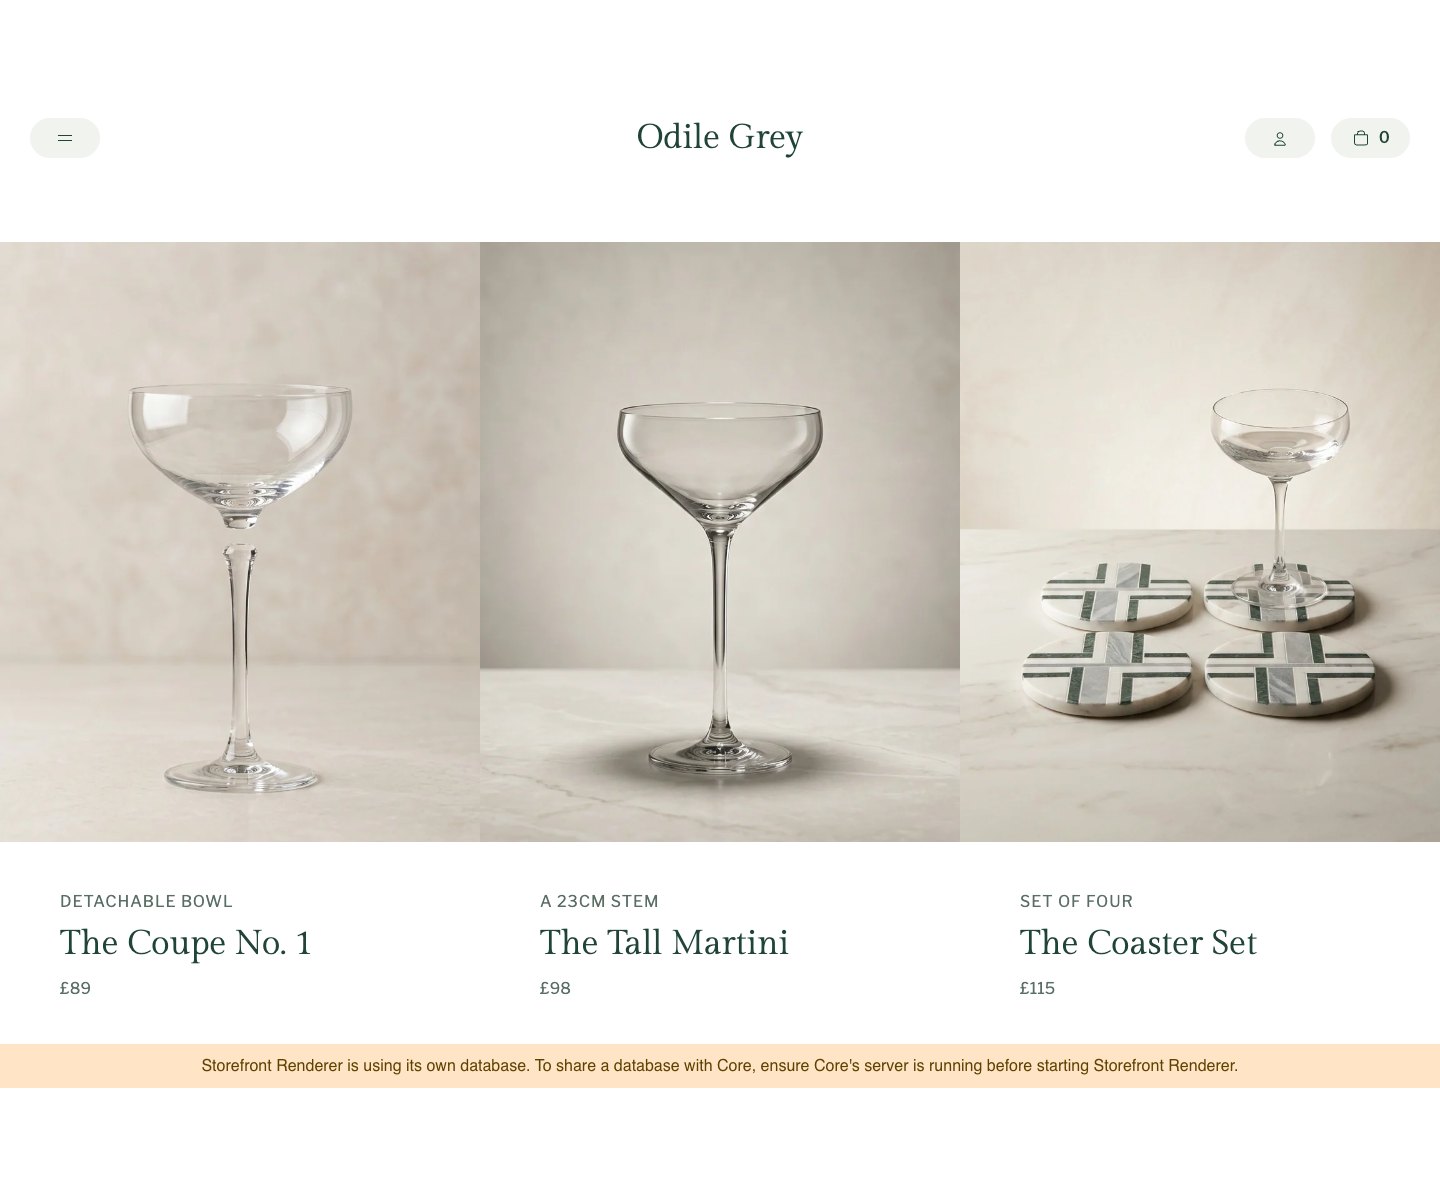 Odile Grey
0
DETACHABLE BOWL
A 23CM STEM
SET OF FOUR
The Coupe No. 1
The Tall Martini
The Coaster Set
£89
£98
£115
Storefront Renderer is using its own database. To share a database with Core, ensure Core's server is running before starting Storefront Renderer.